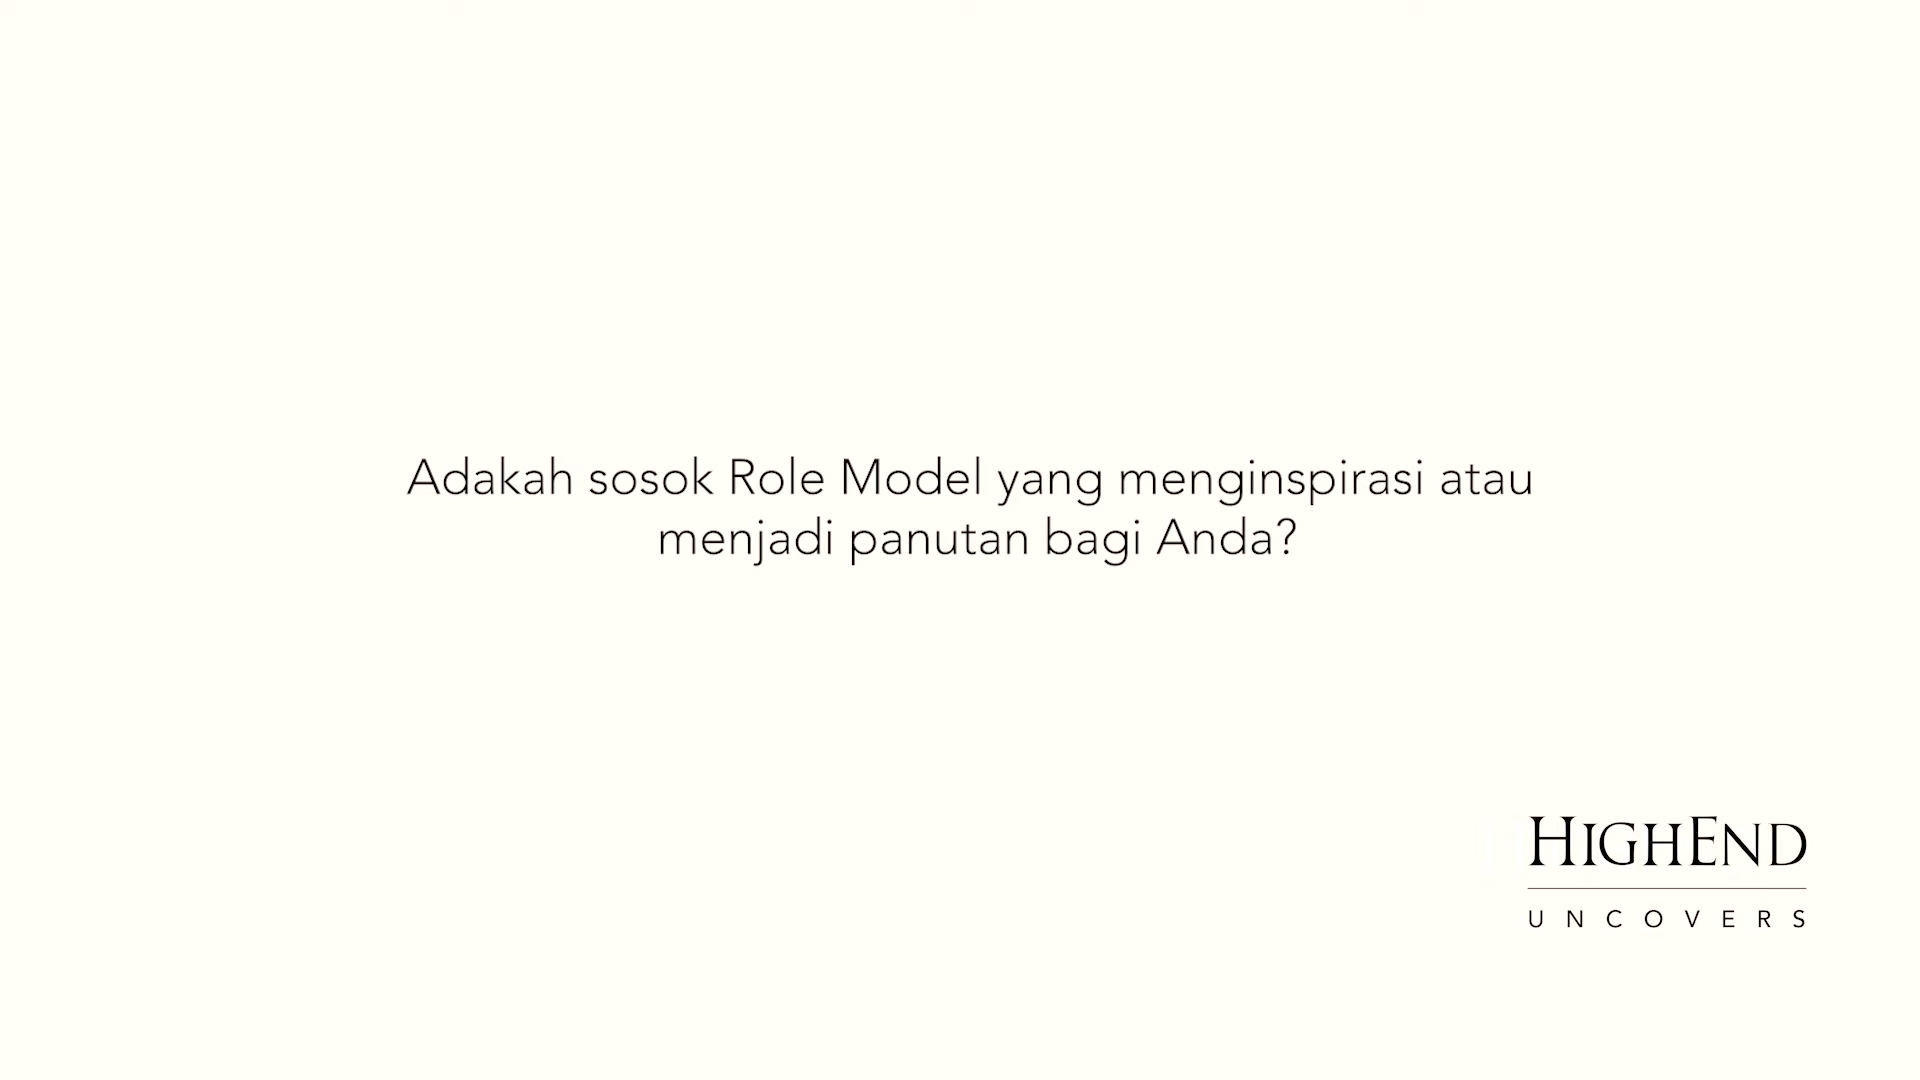 Adakah sosok Role Model yang menginspirasi atau
menjadi panutan bagi Anda?
HIGHEND
UNCOVERS